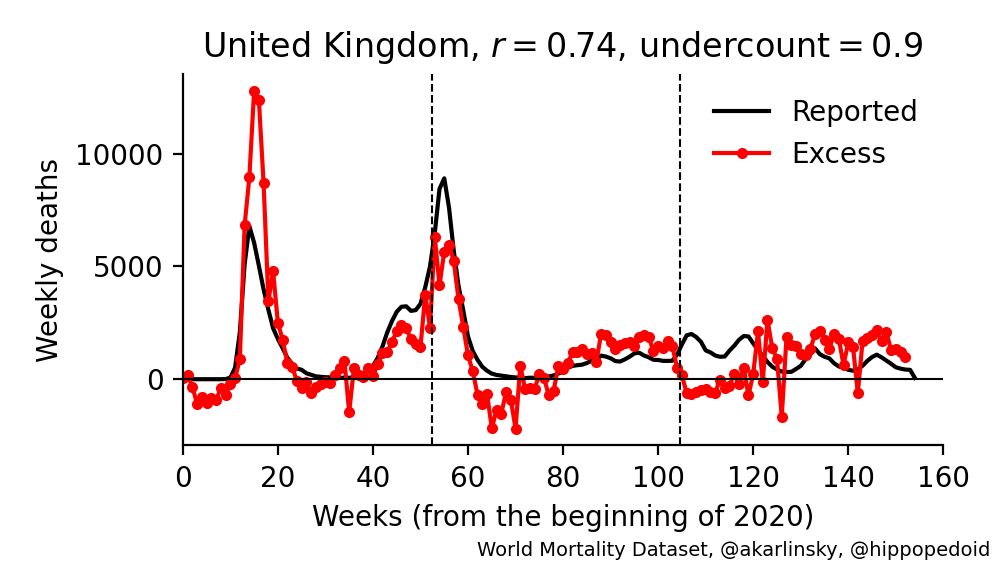 United Kingdom, r = 0.74, undercount = 0.9
Reported
Excess
Weekly deaths
10000
5000
0
0 20 40 60 80 100 120 140 160
Weeks (from the beginning of 2020)
World Mortality Dataset, @akarlinsky, @hippopedoid